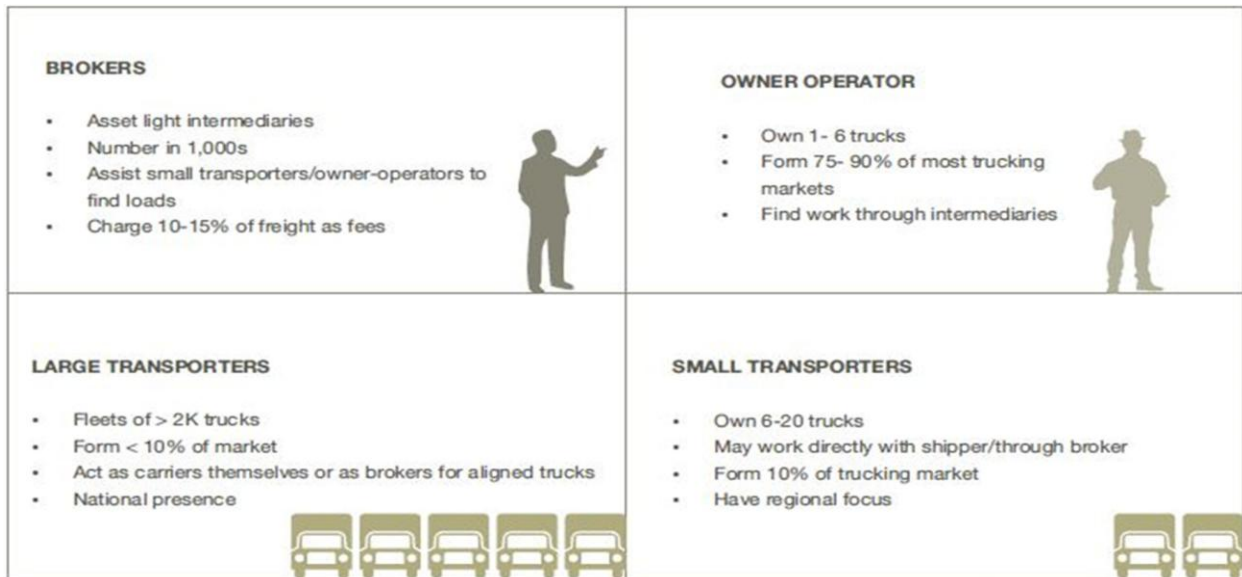 BROKERS
• Asset light intermediaries
• Number in 1,000s
• Assist small transporters/owner-operators to
find loads
• Charge 10-15% of freight as fees
OWNER OPERATOR
• Own 1- 6 trucks
• Form 75- 90% of most trucking
markets
• Find work through intermediaries
LARGE TRANSPORTERS
• Fleets of > 2K trucks
• Form < 10% of market
• Act as carriers themselves or as brokers for aligned trucks
• National presence
SMALL TRANSPORTERS
• Own 6-20 trucks
• May work directly with shipper/through broker
• Form 10% of trucking market
• Have regional focus